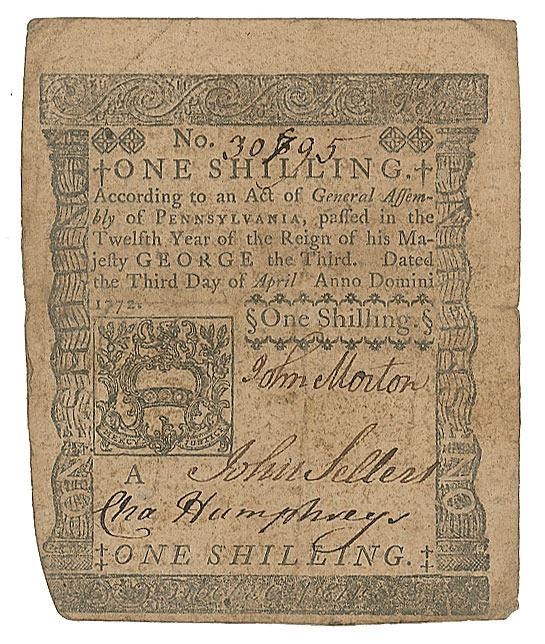 No. 30795
‡ONE SHILLING.‡
According to an Act of General Aſſem-
bly of PENNSYLVANIA, paſſed in the
Twelfth Year of the Reign of his Ma-
jeſty GEORGE the Third. Dated
the Third Day of April Anno Domini
1772.
§One Shilling.§
John Morton
A
John Sellers
Cha Humphreys
‡ONE SHILLING.‡